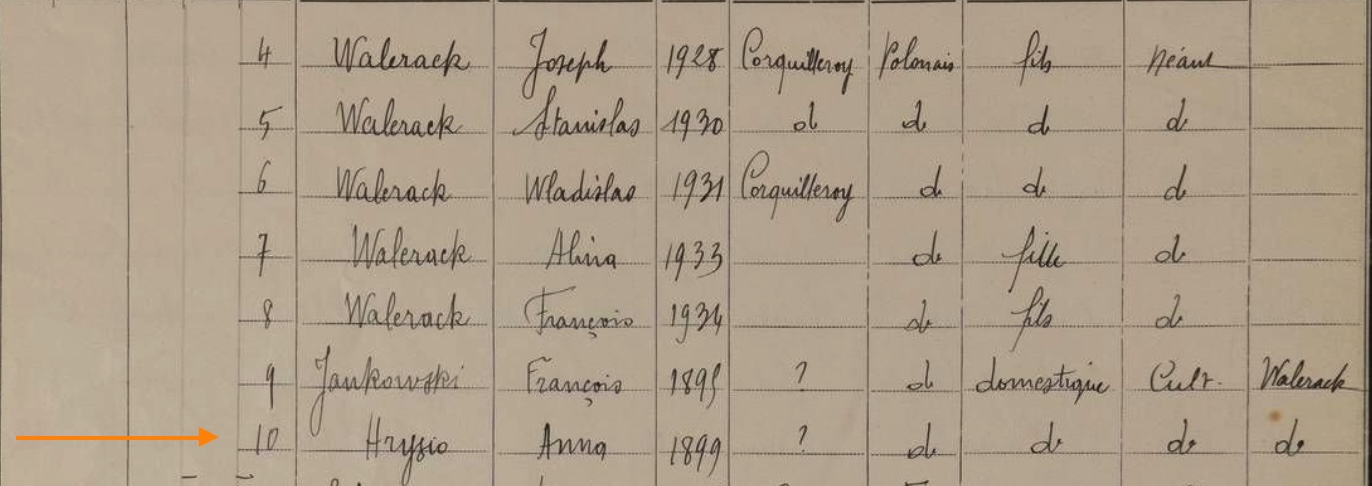 4 Walerack Joseph 1928 Corquilleroy Polonais fils néant
5 Walerack Stanislas 1930 d d d d
6 Walerack Wladislas 1931 Corquilleroy d d d
7 Walerack Alina 1933 d fille d
8 Walerack François 1934 d fils d
9 Jankowski François 1895 ? d domestique Cult. Walerack
10 Hrysio Anna 1899 ? d d d d